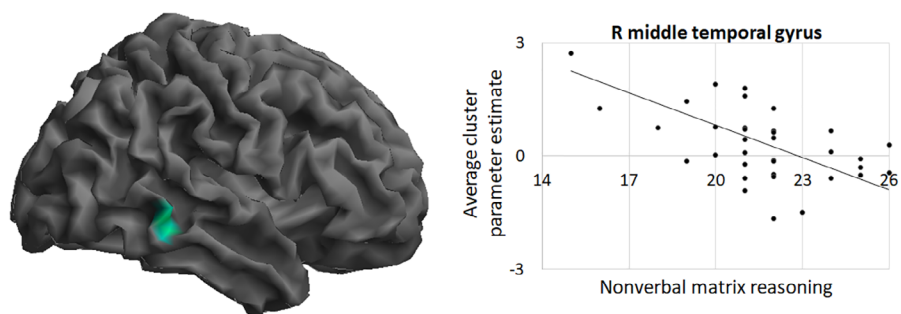 R middle temporal gyrus
Average cluster
parameter estimate
3
0
-3
14
17
20
23
26
Nonverbal matrix reasoning